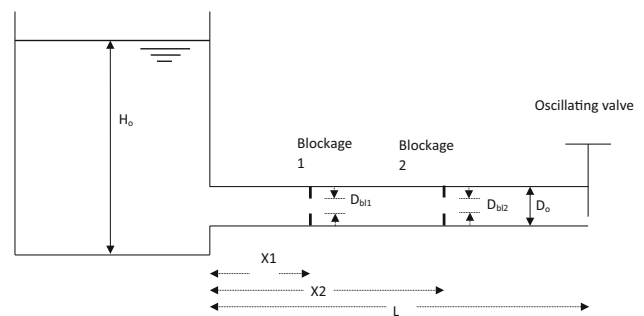 Oscillating valve
Hₒ
Blockage
1
Blockage
2
D_bl1
D_bl2
Dₒ
X1
X2
L